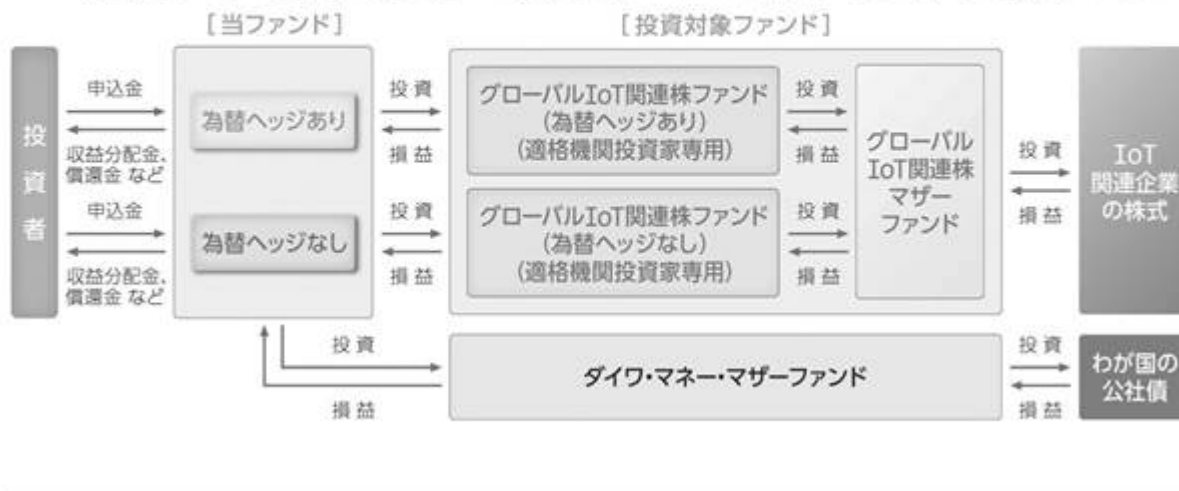 [当ファンド]
[投資対象ファンド]
投資者
申込金
収益分配金、
償還金 など
申込金
収益分配金、
償還金 など
為替ヘッジあり
為替ヘッジなし
投資
損益
投資
損益
グローバルIoT関連株ファンド
(為替ヘッジあり)
(適格機関投資家専用)
グローバルIoT関連株ファンド
(為替ヘッジなし)
(適格機関投資家専用)
投資
損益
投資
損益
グローバル
IoT関連株
マザー
ファンド
投資
損益
IoT
関連企業
の株式
投資
損益
ダイワ・マネー・マザーファンド
投資
損益
わが国の
公社債